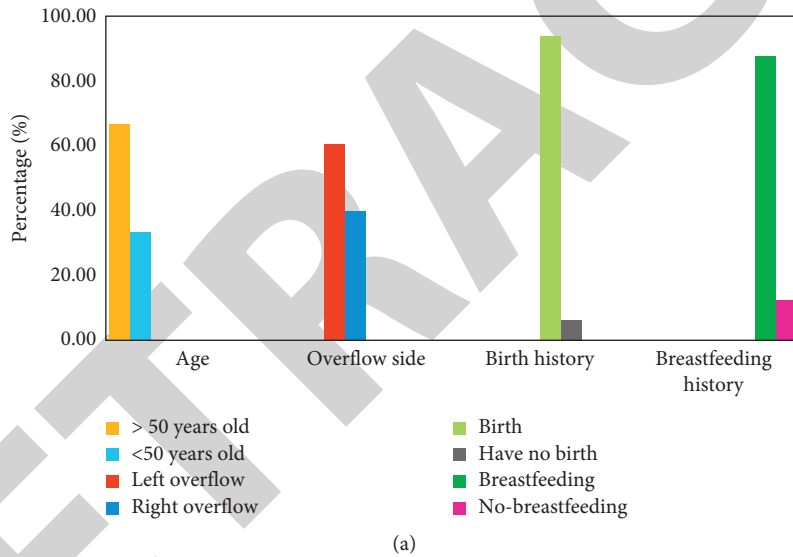 100.00
80.00
60.00
40.00
20.00
0.00
Percentage (%)
Age
Overflow side
Birth history
Breastfeeding
history
> 50 years old
<50 years old
Left overflow
Right overflow
Birth
Have no birth
Breastfeeding
No-breastfeeding
(a)